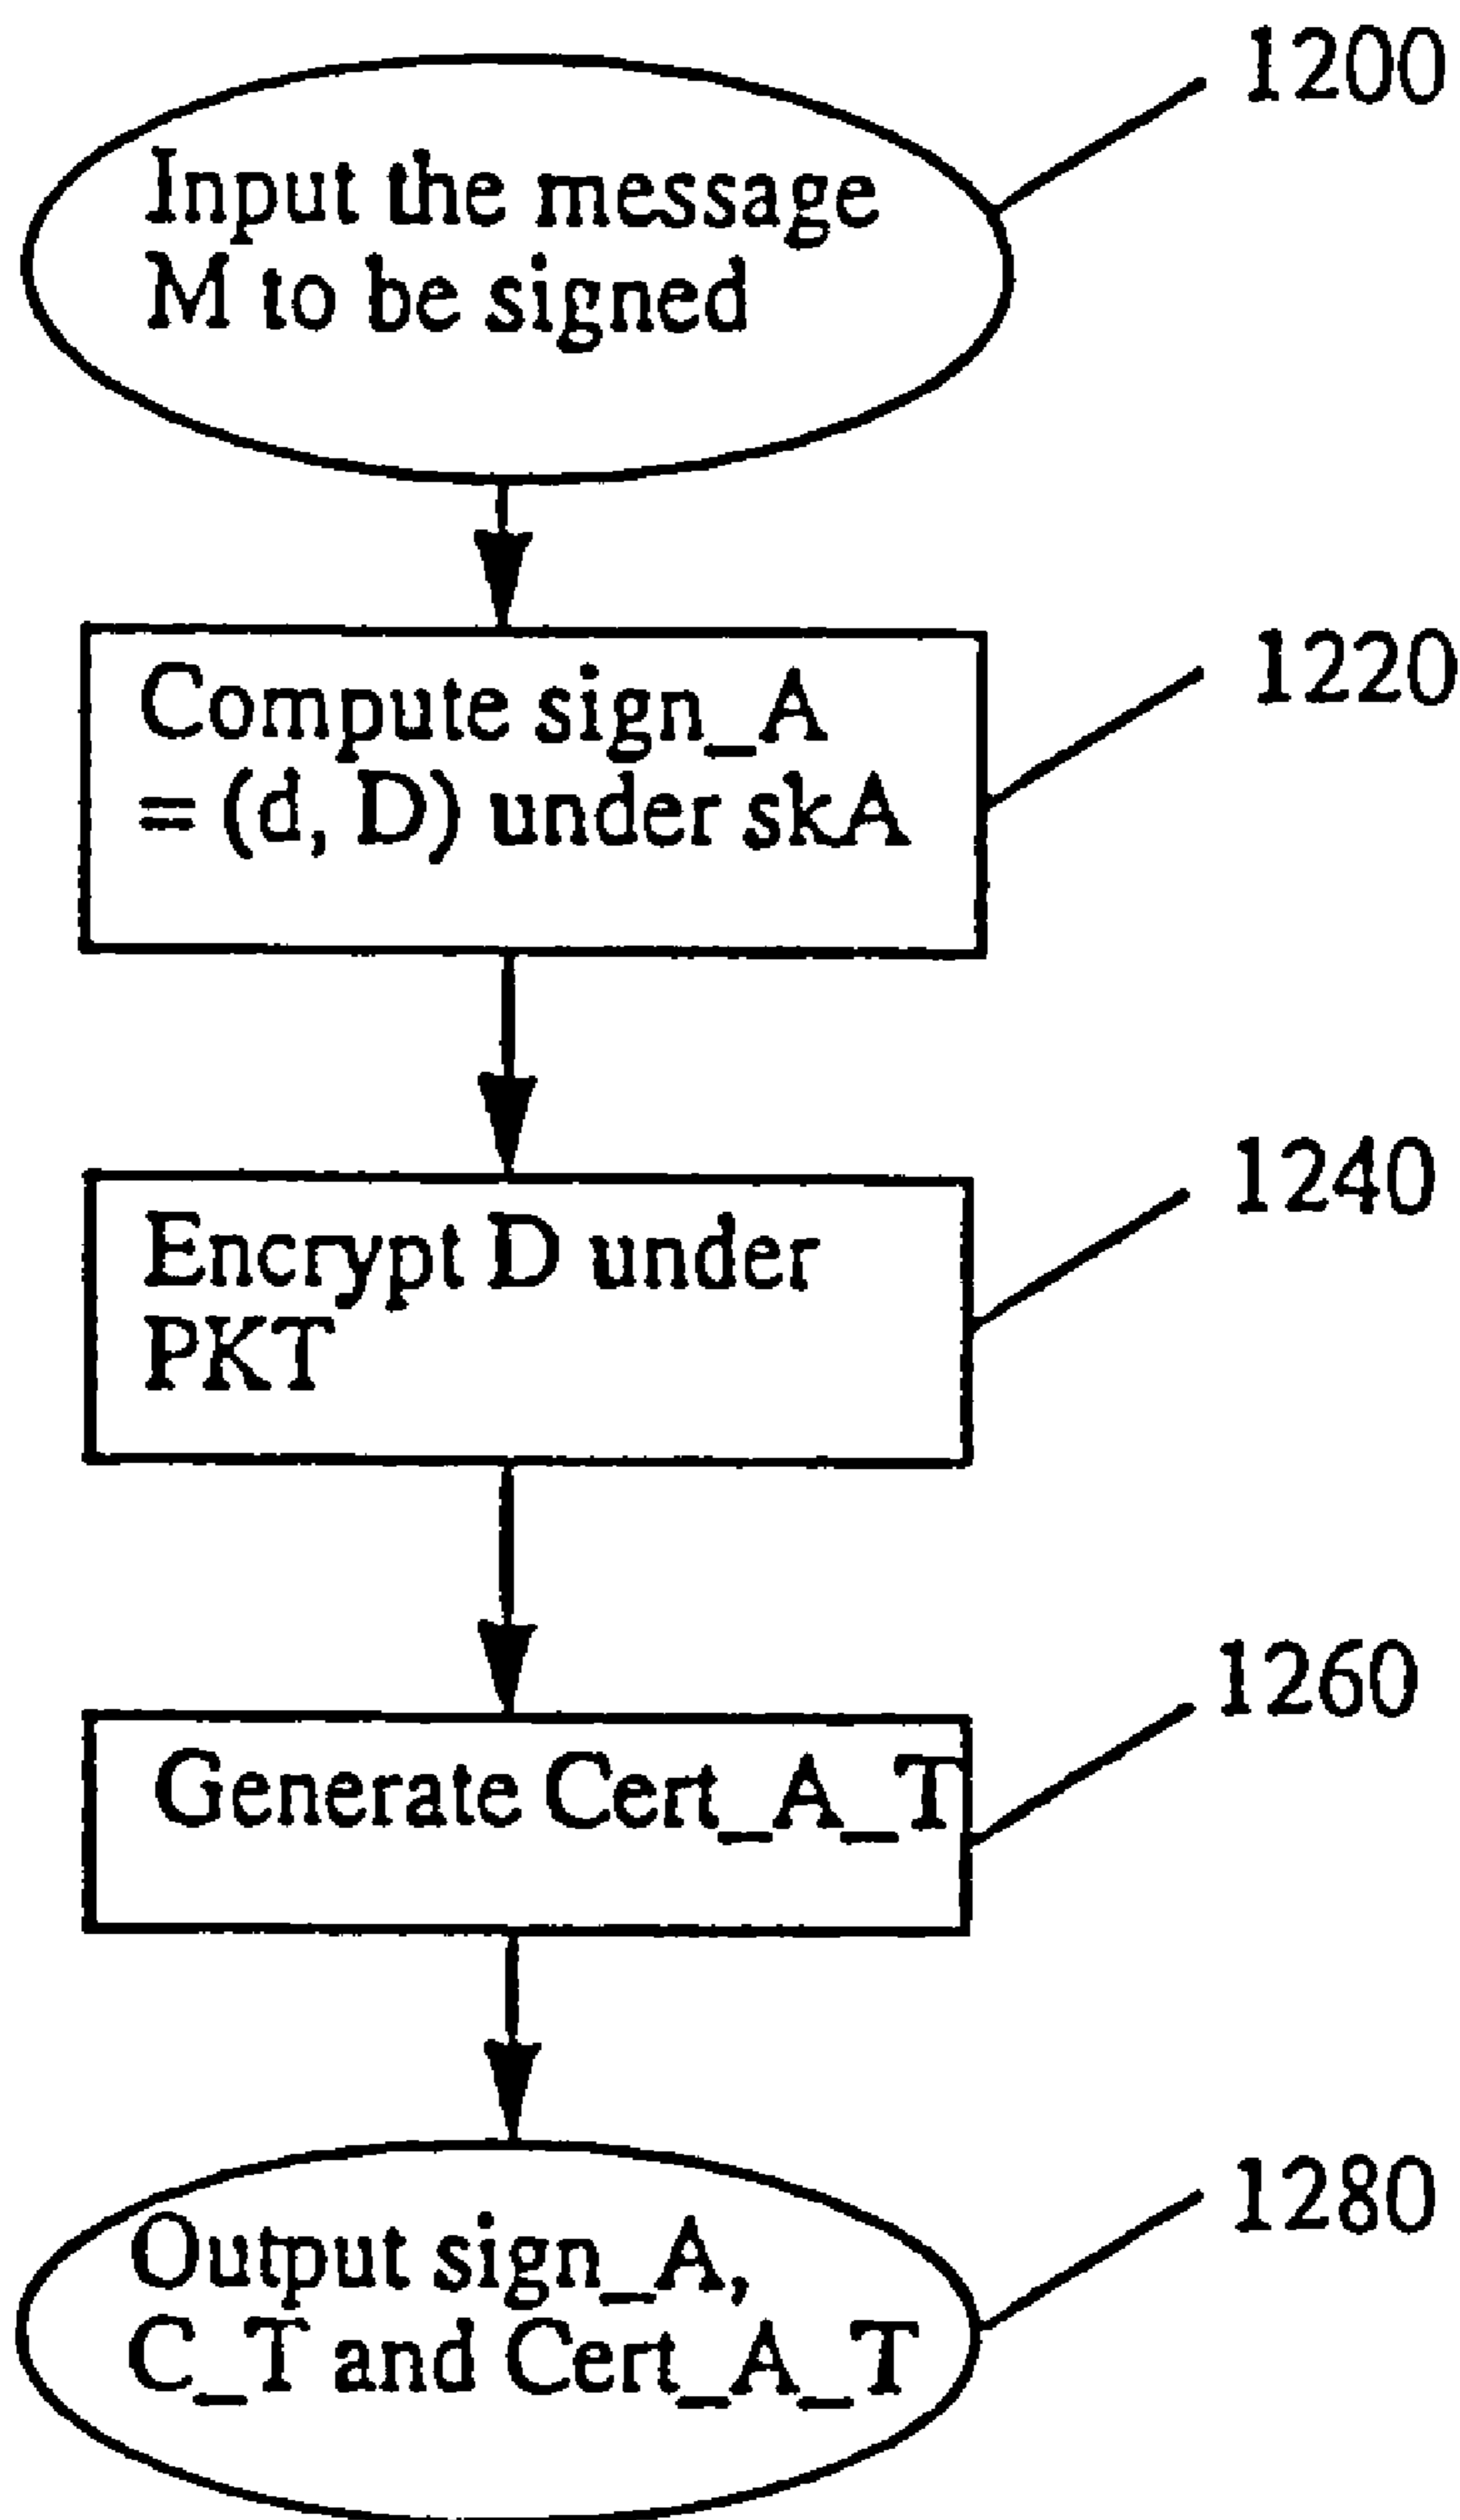 1200
Input the message
M to be signed
1220
Compute sign_A
= (d, D) under skA
1240
Encrypt D under
PKT
1260
Generate Cert_A_T
1280
Ouput sign_A,
C_T and Cert_A_T